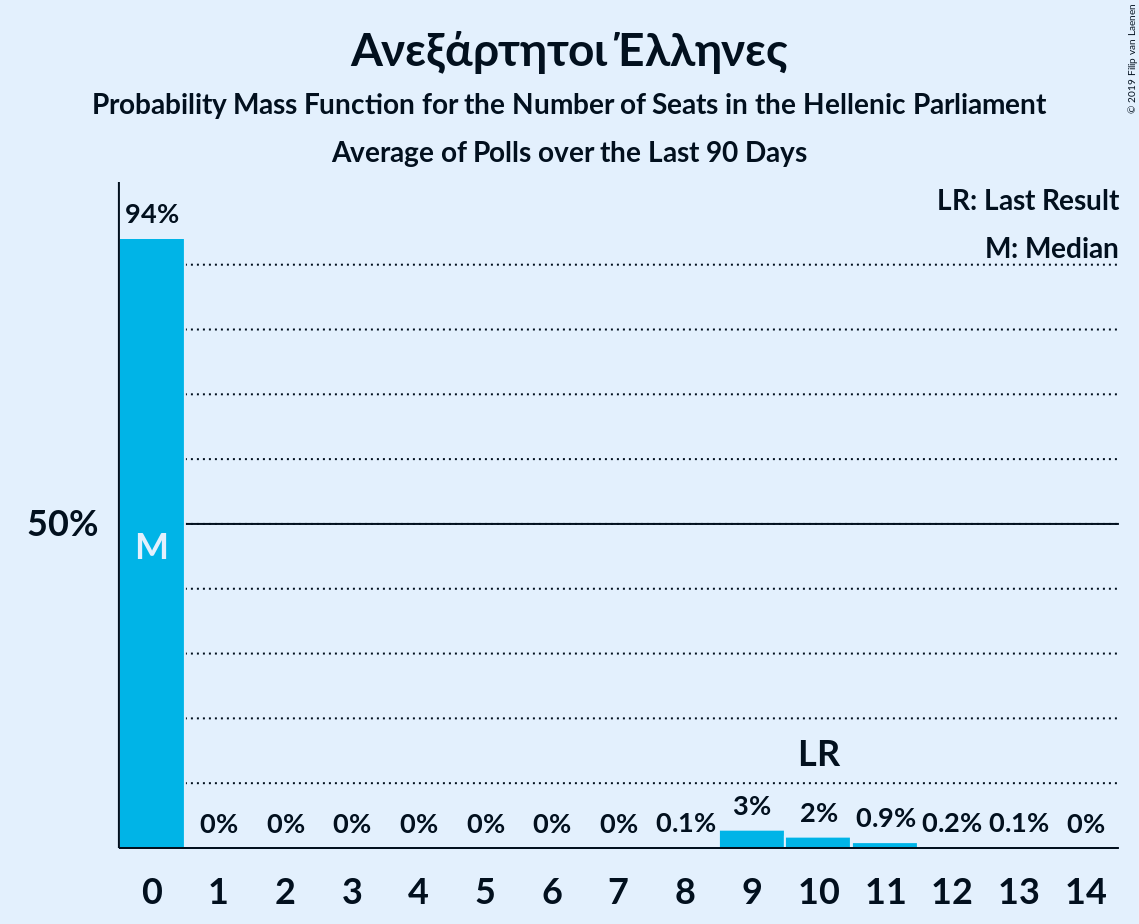 Ανεξάρτητοι Έλληνες
Probability Mass Function for the Number of Seats in the Hellenic Parliament
Average of Polls over the Last 90 Days
© 2019 Filip van Laenen
LR: Last Result
M: Median
94%
50%
M
LR
0% 0% 0% 0% 0% 0% 0% 0.1% 3% 2% 0.9% 0.2% 0.1% 0%
0 1 2 3 4 5 6 7 8 9 10 11 12 13 14